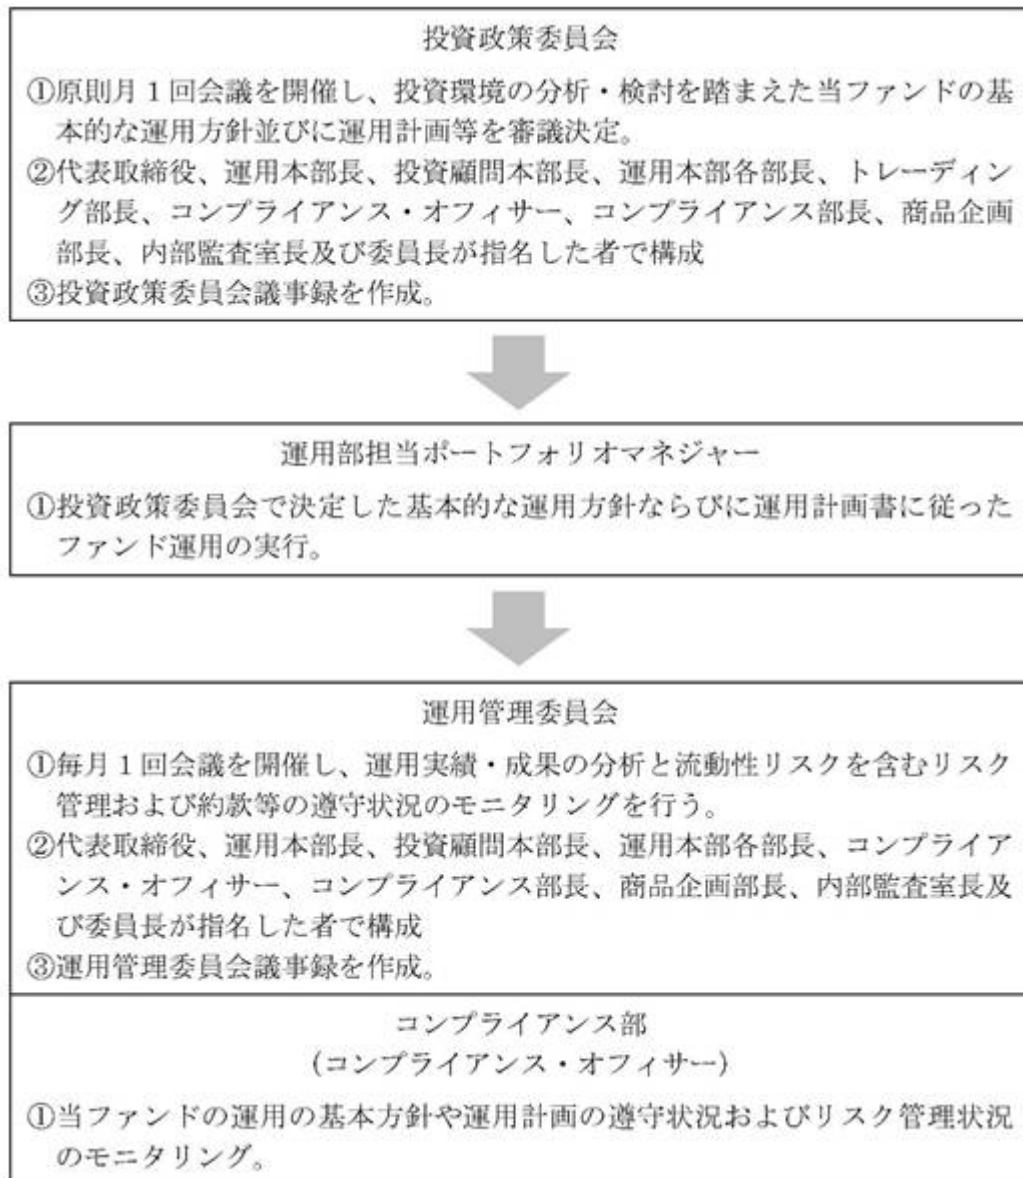 投資政策委員会
①原則月1回会議を開催し、投資環境の分析・検討を踏まえた当ファンドの基
本的な運用方針並びに運用計画等を審議決定。
②代表取締役、運用本部長、投資顧問本部長、運用本部各部長、トレーディン
グ部長、コンプライアンス・オフィサー、コンプライアンス部長、商品企画
部長、内部監査室長及び委員長が指名した者で構成
③投資政策委員会議事録を作成。
運用部担当ポートフォリオマネジャー
①投資政策委員会で決定した基本的な運用方針ならびに運用計画書に従った
ファンド運用の実行。
運用管理委員会
①毎月1回会議を開催し、運用実績・成果の分析と流動性リスクを含むリスク
管理および約款等の遵守状況のモニタリングを行う。
②代表取締役、運用本部長、投資顧問本部長、運用本部各部長、コンプライア
ンス・オフィサー、コンプライアンス部長、商品企画部長、内部監査室長及
び委員長が指名した者で構成
③運用管理委員会議事録を作成。
コンプライアンス部
(コンプライアンス・オフィサー)
①当ファンドの運用の基本方針や運用計画の遵守状況およびリスク管理状況
のモニタリング。